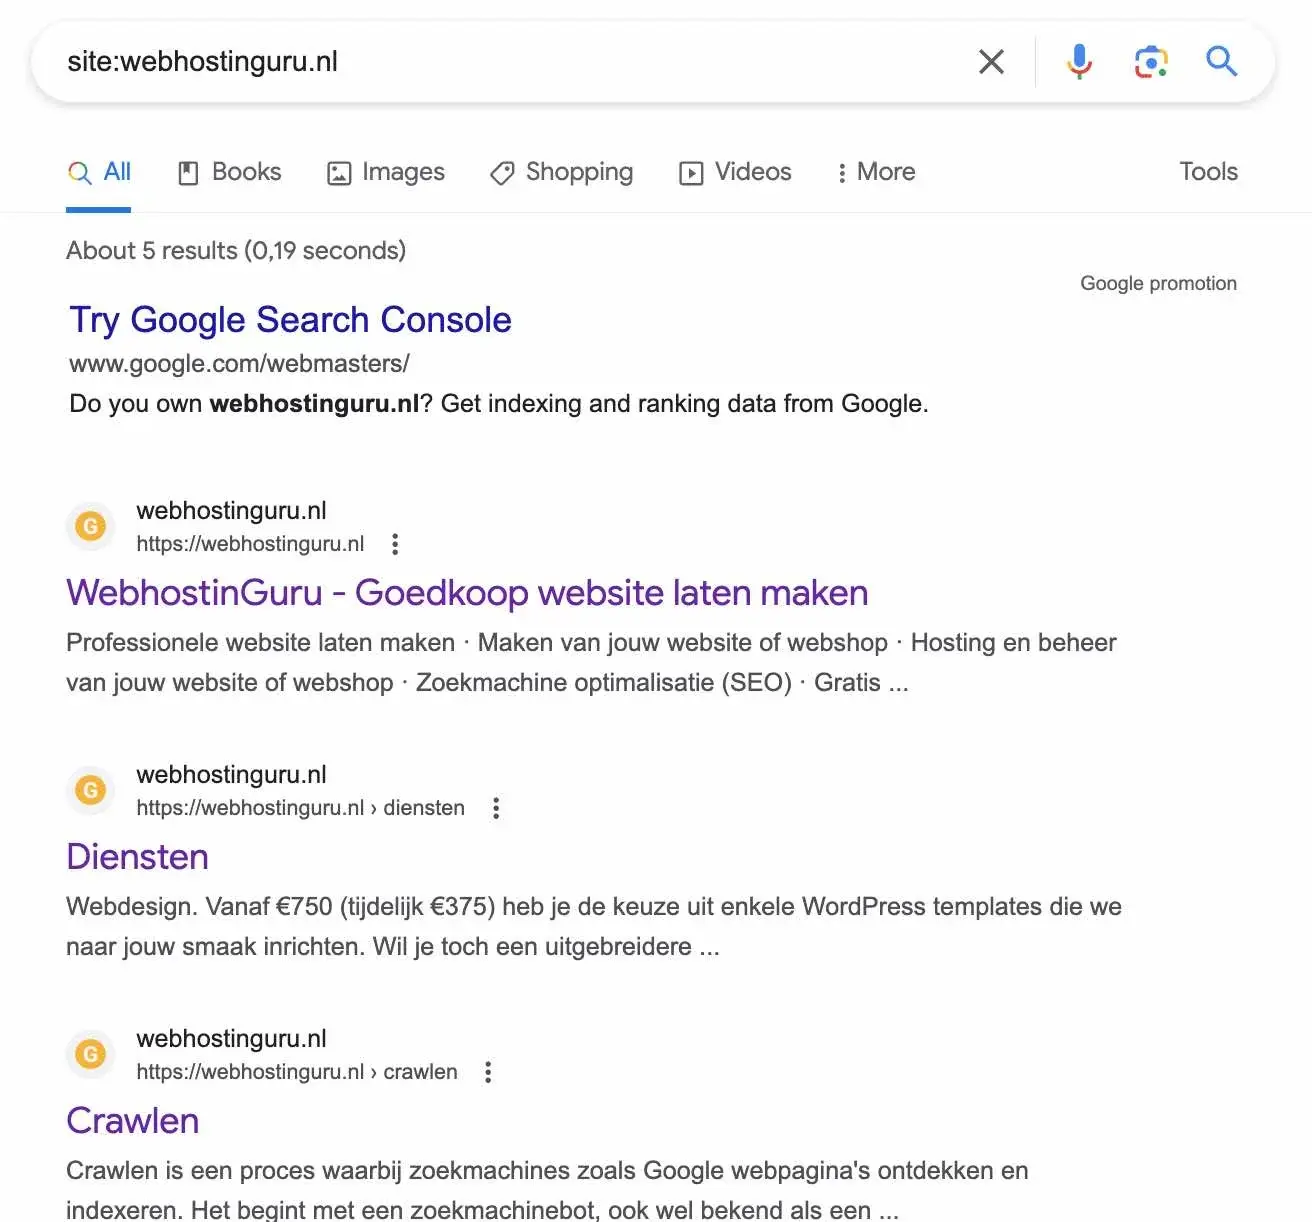 site:webhostinguru.nl
All Books Images Shopping Videos More Tools
About 5 results (0,19 seconds)
Google promotion
Try Google Search Console
www.google.com/webmasters/
Do you own webhostinguru.nl? Get indexing and ranking data from Google.
G
webhostinguru.nl
https://webhostinguru.nl
WebhostinGuru - Goedkoop website laten maken
Professionele website laten maken · Maken van jouw website of webshop · Hosting en beheer
van jouw website of webshop · Zoekmachine optimalisatie (SEO) · Gratis ...
G
webhostinguru.nl
https://webhostinguru.nl › diensten
Diensten
Webdesign. Vanaf €750 (tijdelijk €375) heb je de keuze uit enkele WordPress templates die we
naar jouw smaak inrichten. Wil je toch een uitgebreidere ...
G
webhostinguru.nl
https://webhostinguru.nl › crawlen
Crawlen
Crawlen is een proces waarbij zoekmachines zoals Google webpagina's ontdekken en
indexeren. Het begint met een zoekmachinebot, ook wel bekend als een ...